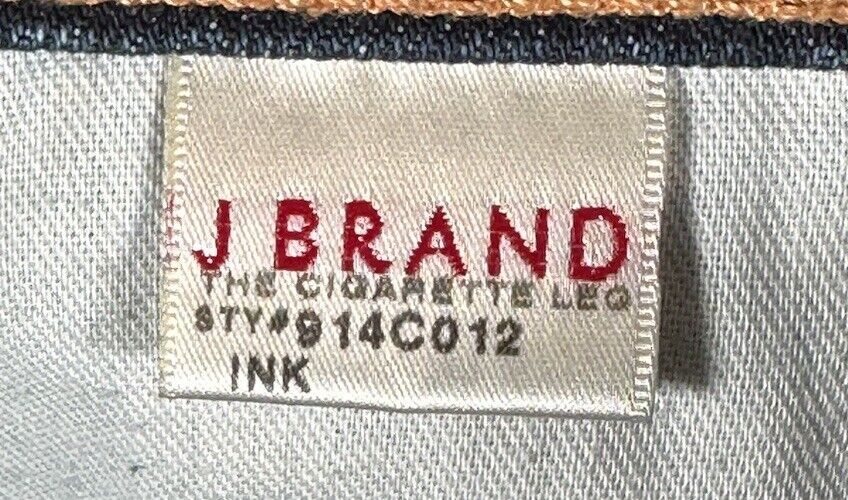 J BRAND
THE CIGARETTE LEG
STY#914C012
INK